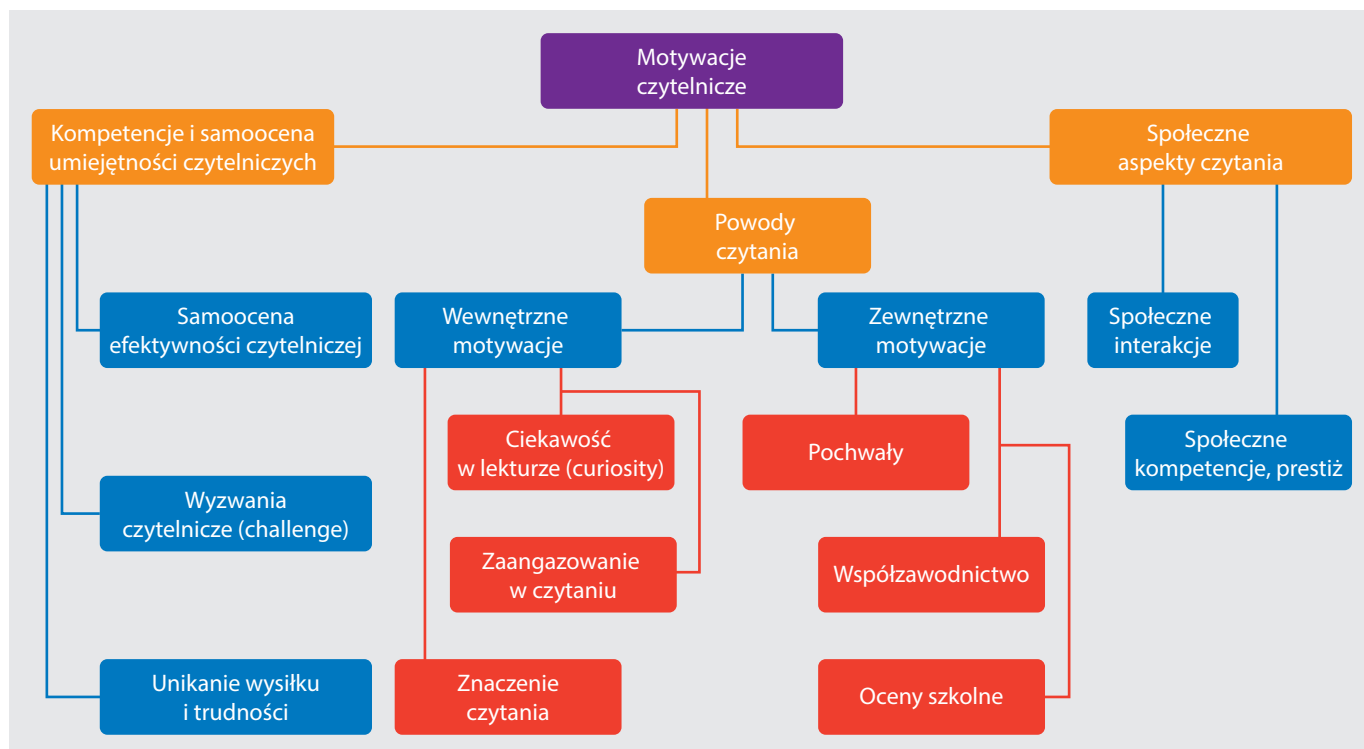 Motywacje
czytelnicze
Kompetencje i samoocena
umiejętności czytelniczych
Społeczne
aspekty czytania
Powody
czytania
Samoocena
efektywności czytelniczej
Wewnętrzne
motywacje
Zewnętrzne
motywacje
Społeczne
interakcje
Ciekawość
w lekturze (curiosity)
Pochwały
Społeczne
kompetencje, prestiż
Wyzwania
czytelnicze (challenge)
Zaangazowanie
w czytaniu
Współzawodnictwo
Unikanie wysiłku
i trudności
Znaczenie
czytania
Oceny szkolne